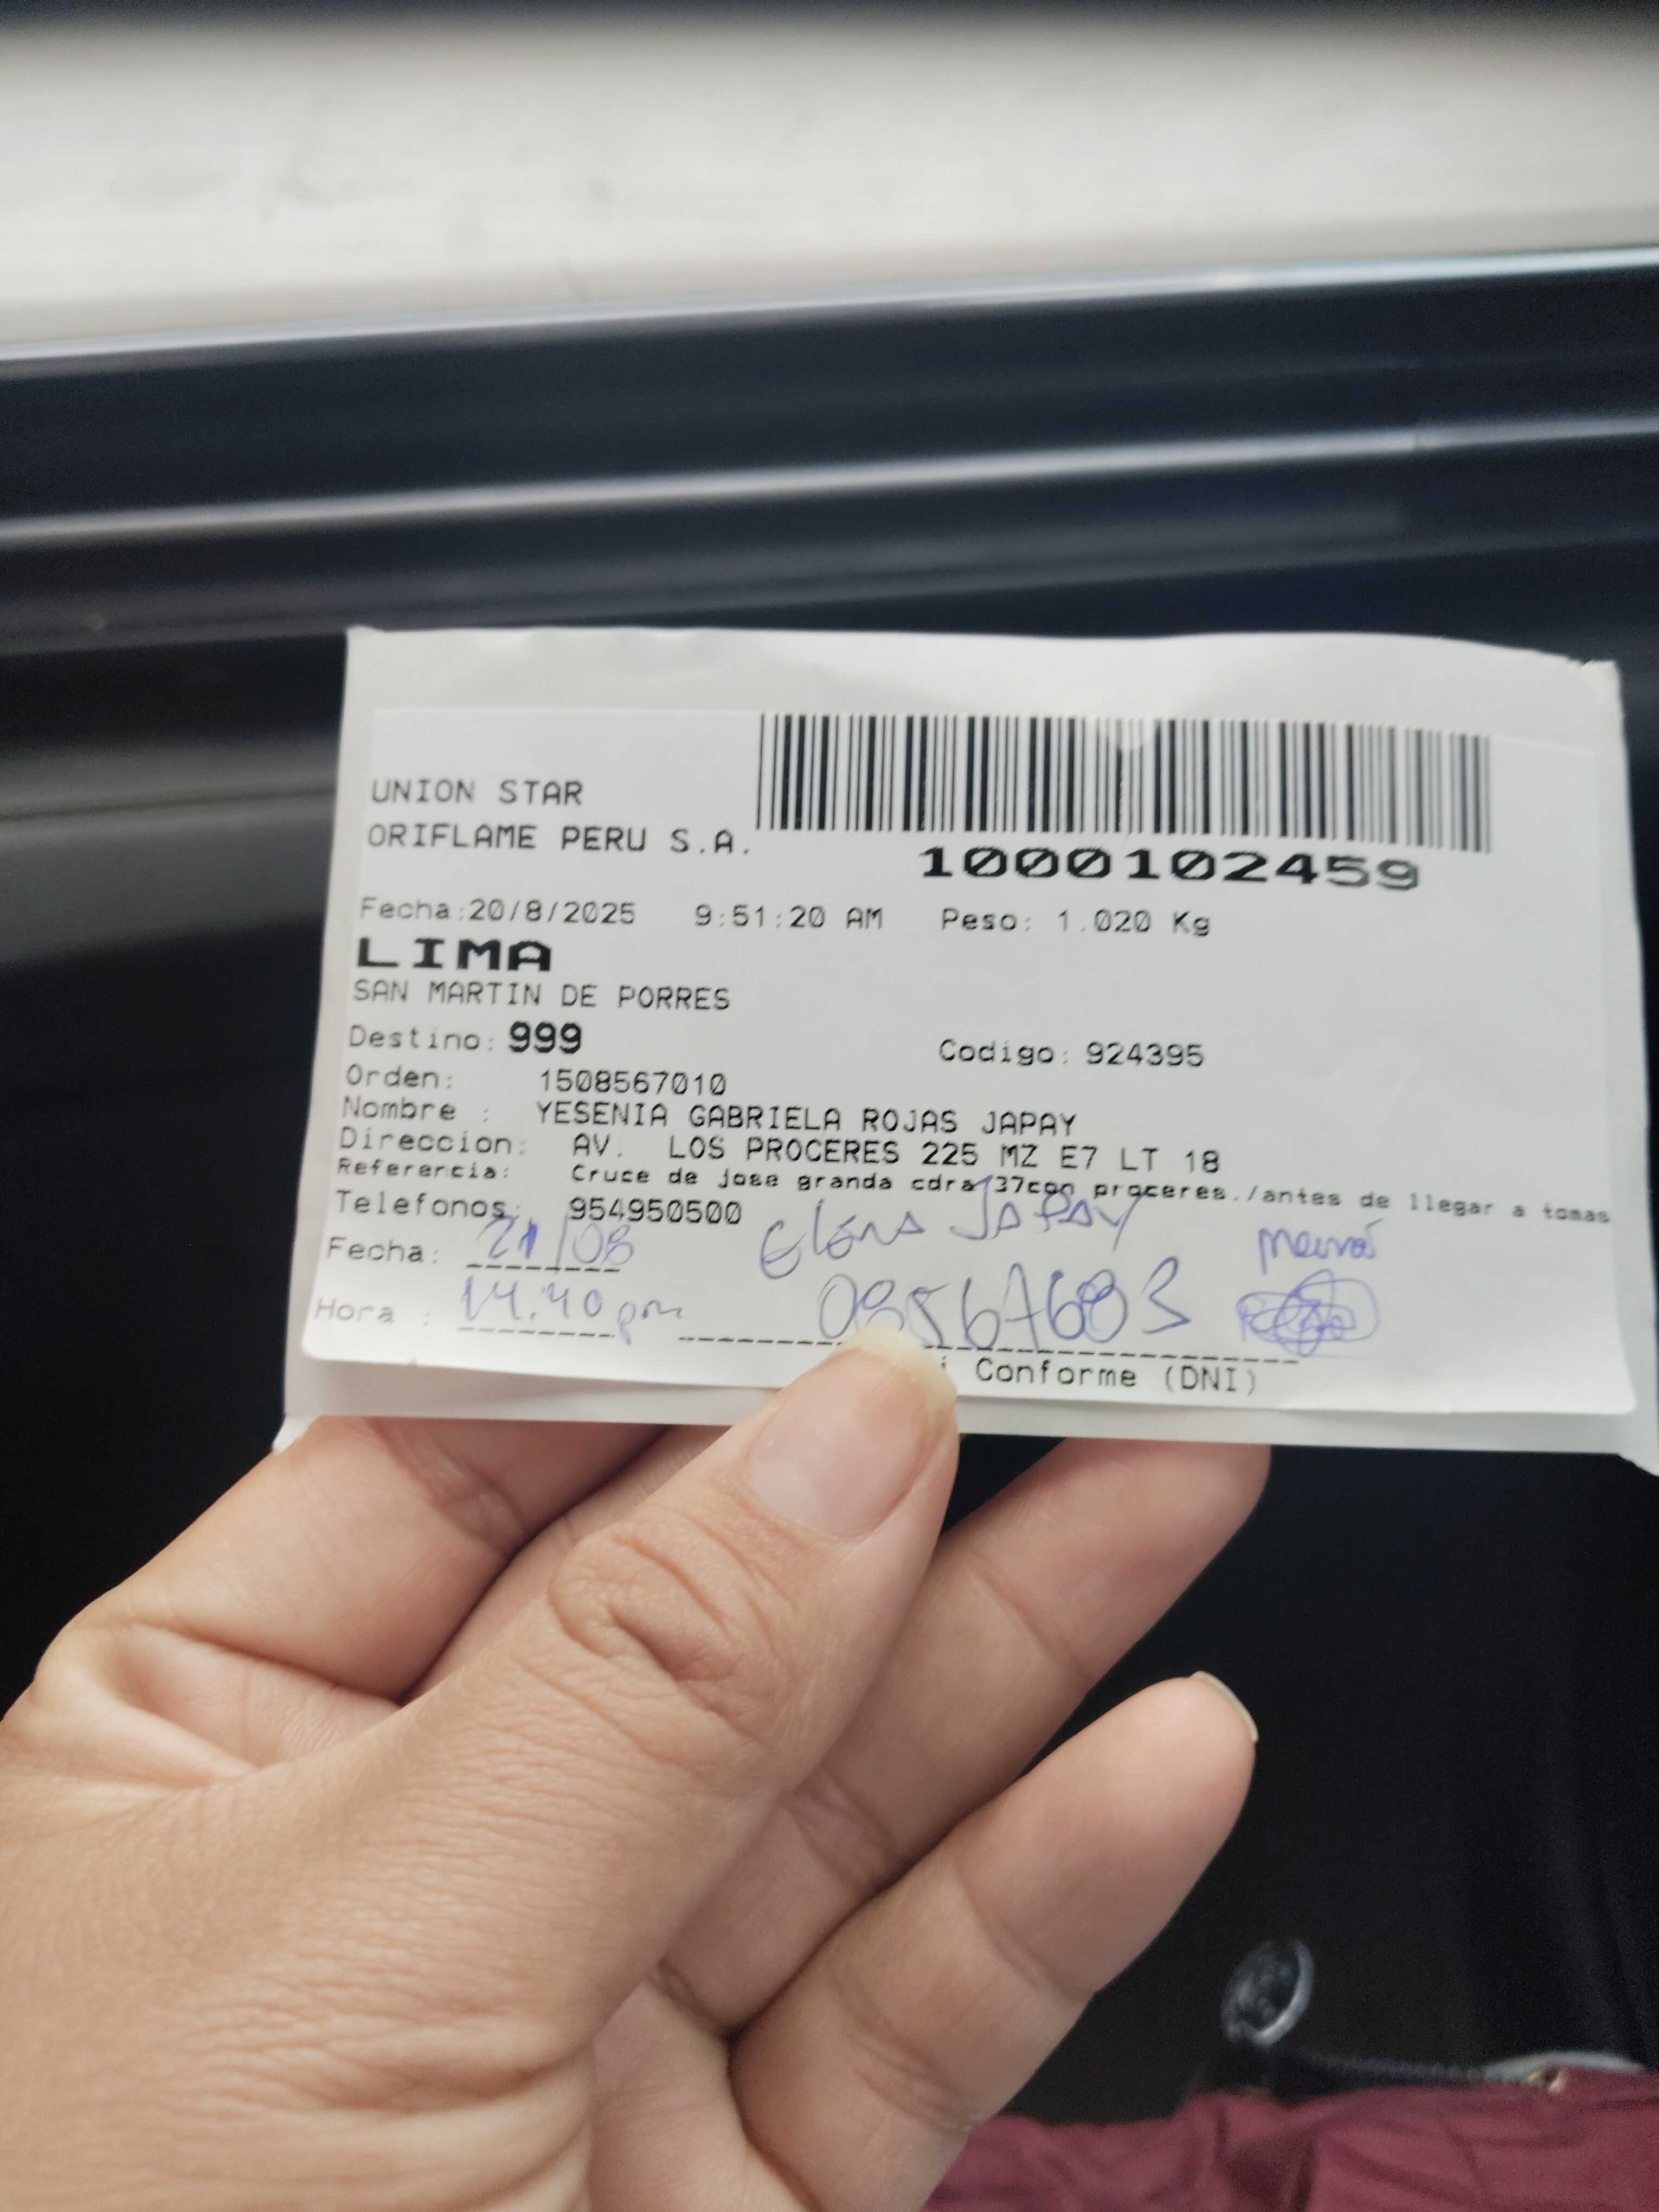 UNION STAR
ORIFLAME PERU S.A.
1000102459
Fecha:20/8/2025 9:51:20 AM Peso: 1.020 Kg
LIMA
SAN MARTIN DE PORRES
Destino: 999 Codigo: 924395
Orden: 1508567010
Nombre : YESENIA GABRIELA ROJAS JAPAY
Direccion: AV. LOS PROCERES 225 MZ E7 LT 18
Referencia: Cruce de jose granda cdra 37con proceres./antes de llegar a tomas
Telefonos: 954950500 Elena JAPAY
Fecha: 21/08 mamá
Hora : 14.40 pm
Conforme (DNI)